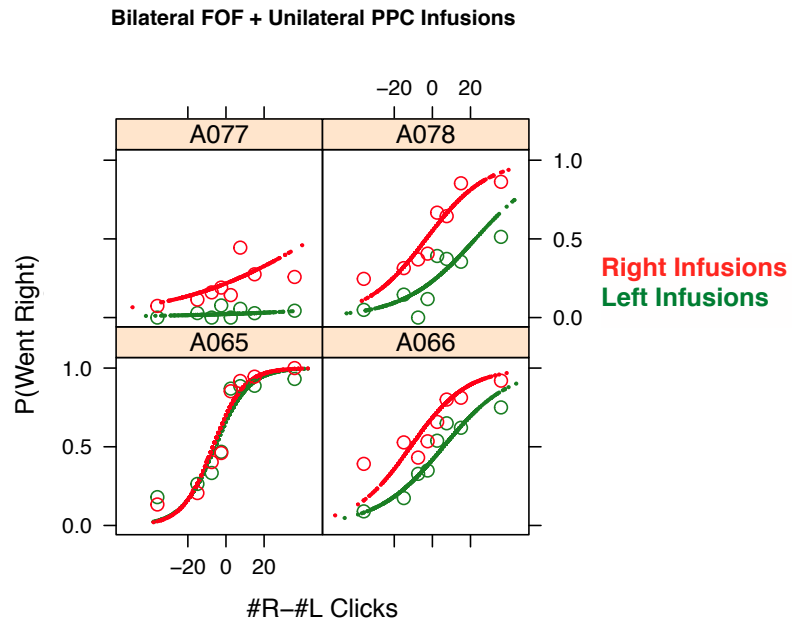 Bilateral FOF + Unilateral PPC Infusions
−20 0 20
A077 A078
1.0
0.5
0.0
Right Infusions
Left Infusions
P(Went Right)
A065 A066
1.0
0.5
0.0
−20 0 20
#R−#L Clicks